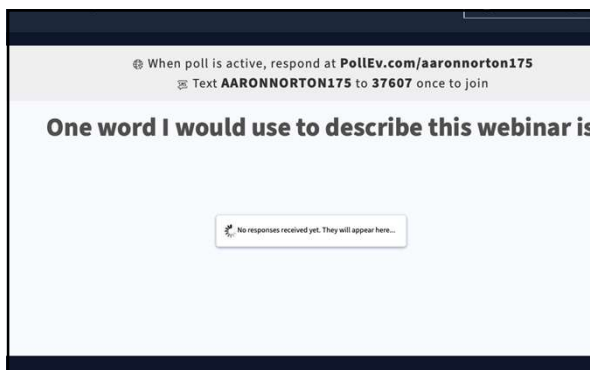 When poll is active, respond at PollEv.com/aaronnorton175
Text AARONNORTON175 to 37607 once to join
One word I would use to describe this webinar is
No responses received yet. They will appear here...